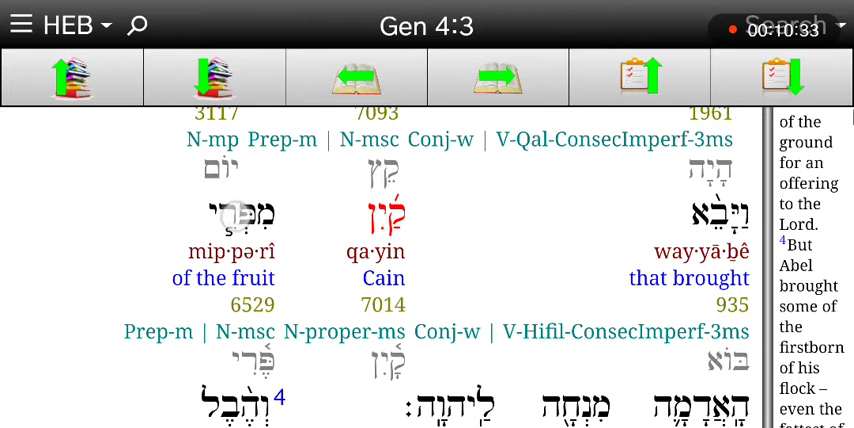 HEB Gen 4:3 Search
00:10:33
3117 7093 1961
N-mp Prep-m | N-msc Conj-w | V-Qal-ConsecImperf-3ms
הָיָה קֵץ יוֹם
וַיָּבֵ֨א קַ֜יִן מִפְּרִ֧י
mip·pə·rî qa·yin way·yā·ḇê
of the fruit Cain that brought
6529 7014 935
Prep-m | N-msc N-proper-ms Conj-w | V-Hifil-ConsecImperf-3ms
בּוֹא קַ֫יִן פְּרִי
הָֽאֲדָמָ֛ה מִנְחָ֖ה לַֽיהוָֽה׃ 4 וְהֶ֨בֶל
of the
ground
for an
offering
to the
Lord.
4But
Abel
brought
some of
the
firstborn
of his
flock –
even the